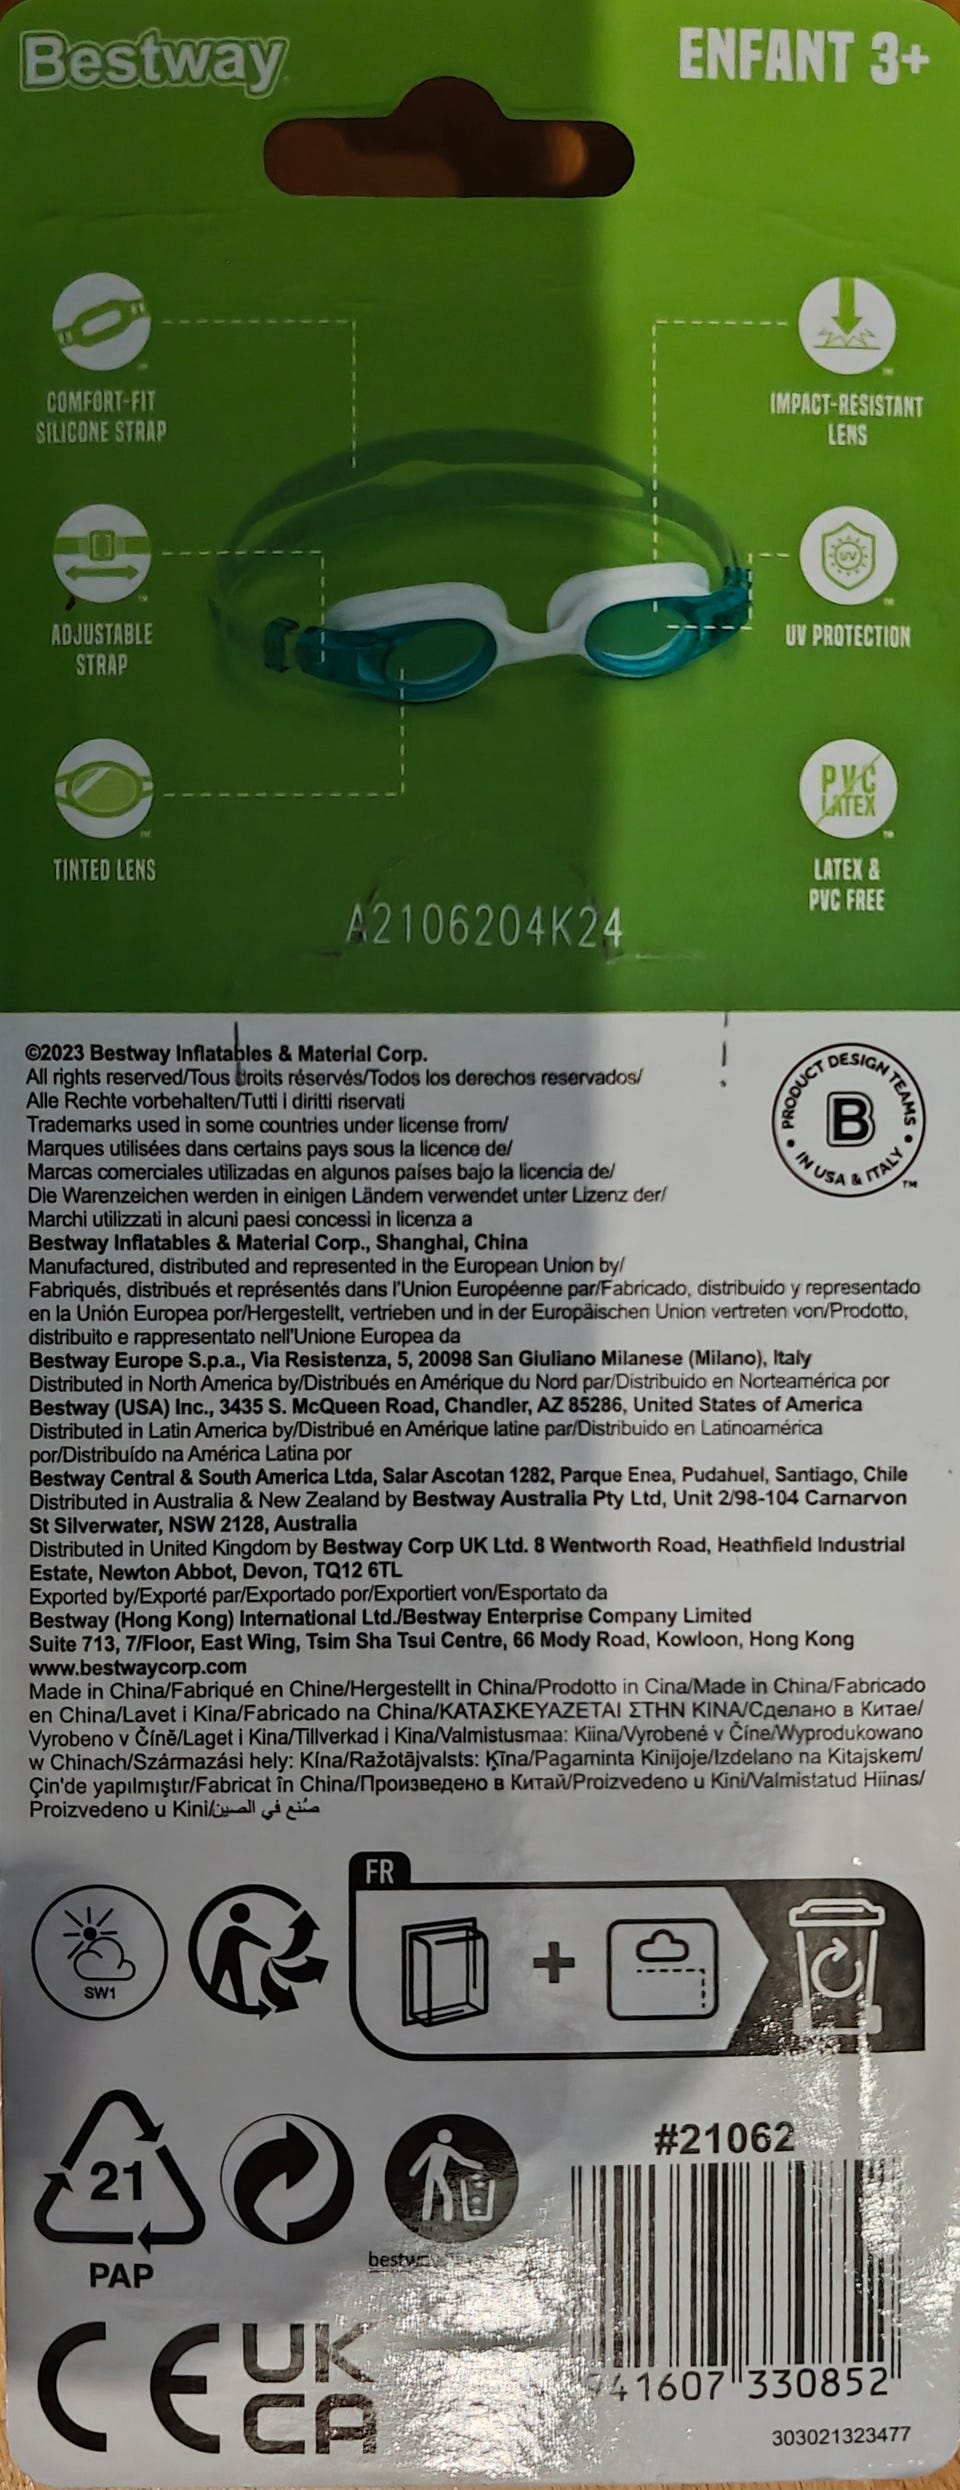 Bestway
ENFANT 3+
COMFORT-FIT
SILICONE STRAP
IMPACT-RESISTANT
LENS
ADJUSTABLE
STRAP
UV
UV PROTECTION
TINTED LENS
PVC
LATEX
LATEX &
PVC FREE
A2106204K24
©2023 Bestway Inflatables & Material Corp.
All rights reserved/Tous droits réservés/Todos los derechos reservados/
Alle Rechte vorbehalten/Tutti i diritti riservati
Trademarks used in some countries under license from/
Marques utilisées dans certains pays sous la licence de/
Marcas comerciales utilizadas en algunos países bajo la licencia de/
Die Warenzeichen werden in einigen Ländern verwendet unter Lizenz der/
Marchi utilizzati in alcuni paesi concessi in licenza a
Bestway Inflatables & Material Corp., Shanghai, China
Manufactured, distributed and represented in the European Union by/
Fabriqués, distribués et représentés dans l'Union Européenne par/Fabricado, distribuido y representado
en la Unión Europea por/Hergestellt, vertrieben und in der Europäischen Union vertreten von/Prodotto,
distribuito e rappresentato nell'Unione Europea da
Bestway Europe S.p.a., Via Resistenza, 5, 20098 San Giuliano Milanese (Milano), Italy
Distributed in North America by/Distribués en Amérique du Nord par/Distribuido en Norteamérica por
Bestway (USA) Inc., 3435 S. McQueen Road, Chandler, AZ 85286, United States of America
Distributed in Latin America by/Distribué en Amérique latine par/Distribuido en Latinoamérica
por/Distribuído na América Latina por
Bestway Central & South America Ltda, Salar Ascotan 1282, Parque Enea, Pudahuel, Santiago, Chile
Distributed in Australia & New Zealand by Bestway Australia Pty Ltd, Unit 2/98-104 Carnarvon
St Silverwater, NSW 2128, Australia
Distributed in United Kingdom by Bestway Corp UK Ltd. 8 Wentworth Road, Heathfield Industrial
Estate, Newton Abbot, Devon, TQ12 6TL
Exported by/Exporté par/Exportado por/Exportiert von/Esportato da
Bestway (Hong Kong) International Ltd./Bestway Enterprise Company Limited
Suite 713, 7/Floor, East Wing, Tsim Sha Tsui Centre, 66 Mody Road, Kowloon, Hong Kong
www.bestwaycorp.com
Made in China/Fabriqué en Chine/Hergestellt in China/Prodotto in Cina/Made in China/Fabricado
en China/Lavet i Kina/Fabricado na China/ΚΑΤΑΣΚΕΥΑΖΕΤΑΙ ΣΤΗΝ ΚΙΝΑ/Сделано в Китае/
Vyrobeno v Číně/Laget i Kina/Tillverkad i Kina/Valmistusmaa: Kiina/Vyrobené v Číne/Wyprodukowano
w Chinach/Származási hely: Kína/Ražotājvalsts: Ķīna/Pagaminta Kinijoje/Izdelano na Kitajskem/
Çin'de yapılmıştır/Fabricat în China/Произведено в Китай/Proizvedeno u Kini/Valmistatud Hiinas/
Proizvedeno u Kini/صُنع في الصين
PRODUCT DESIGN TEAMS
B
IN USA & ITALY
TM
FR
SW1
21
PAP
#21062
CE UK
CA
41607 330852
303021323477